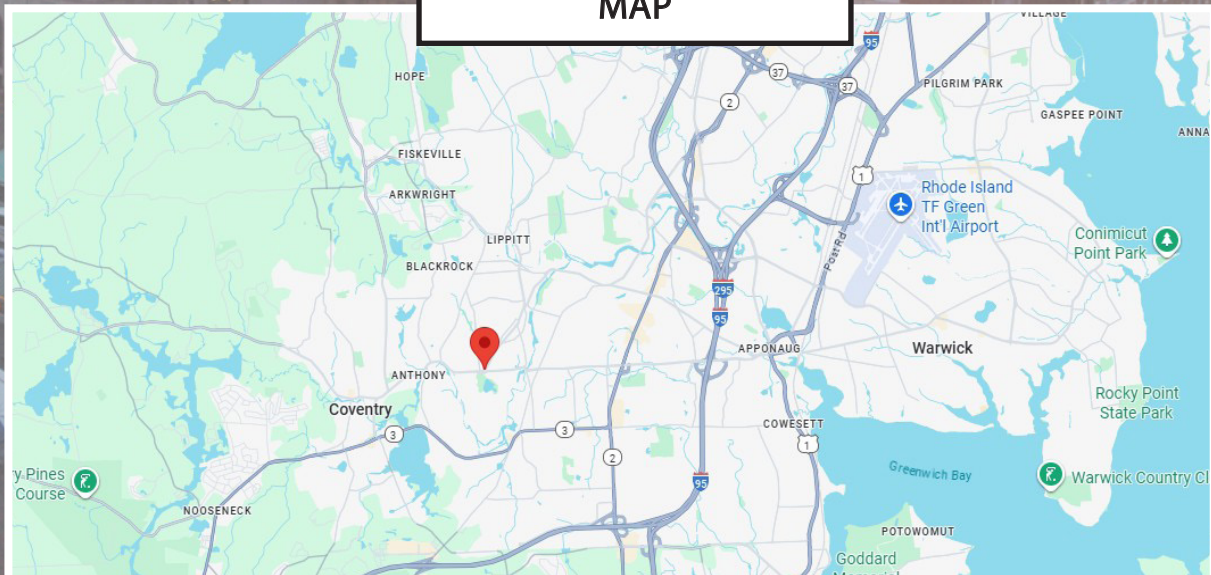 MAP
VILLAGE
95
HOPE
37
37
2
PILGRIM PARK
GASPEE POINT
ANNA
FISKEVILLE
1
Rhode Island
TF Green
Int'l Airport
ARKWRIGHT
LIPPITT
Post Rd
Conimicut
Point Park
BLACKROCK
295
95
APPONAUG
Warwick
ANTHONY
Coventry
Rocky Point
State Park
3
3
COWESETT
2
1
Greenwich Bay
y Pines
Course
95
Warwick Country Cl
NOOSENECK
POTOWOMUT
Goddard